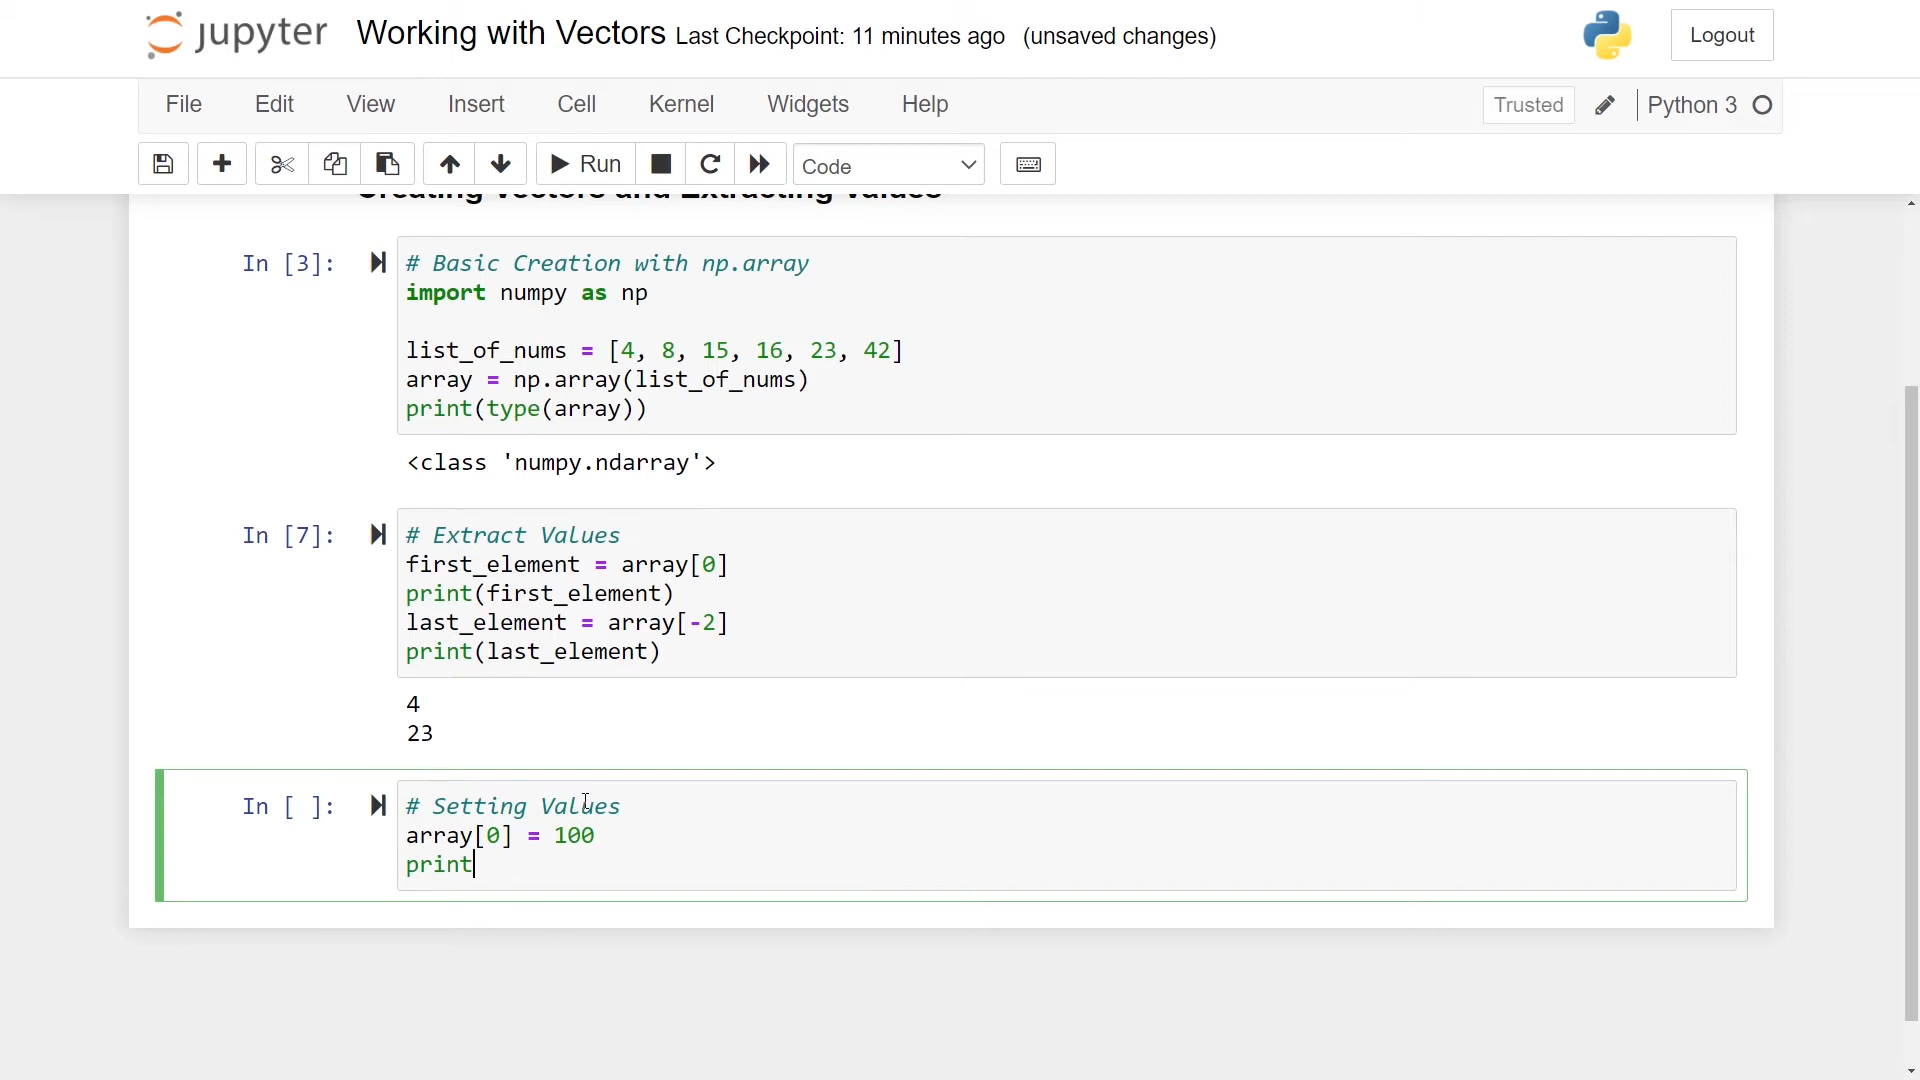 jupyter Working with Vectors Last Checkpoint: 11 minutes ago (unsaved changes)
Logout
File Edit View Insert Cell Kernel Widgets Help
Trusted Python 3
Run Code
Creating Vectors and Extracting Values
In [3]:
# Basic Creation with np.array
import numpy as np
list_of_nums = [4, 8, 15, 16, 23, 42]
array = np.array(list_of_nums)
print(type(array))
<class 'numpy.ndarray'>
In [7]:
# Extract Values
first_element = array[0]
print(first_element)
last_element = array[-2]
print(last_element)
4
23
In [ ]:
# Setting Values
array[0] = 100
print